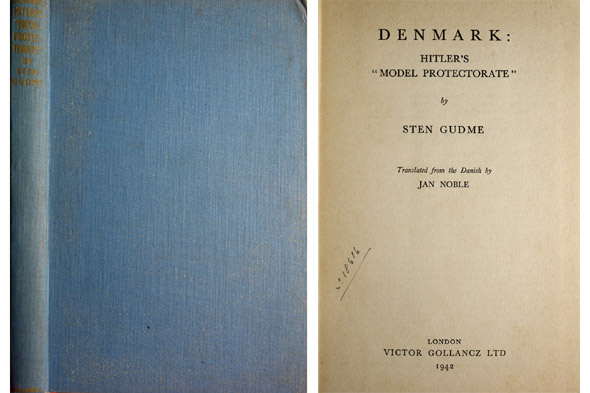 DENMARK:
HITLER'S
"MODEL PROTECTORATE"
by
STEN GUDME
Translated from the Danish by
JAN NOBLE
LONDON
VICTOR GOLLANCZ LTD
1942